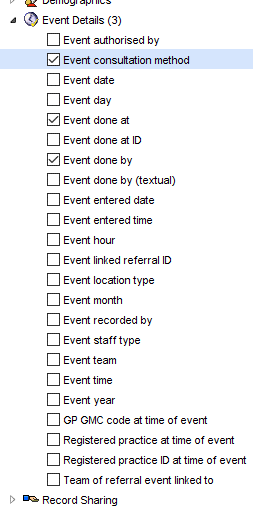 Demographics
Event Details (3)
Event authorised by
Event consultation method
Event date
Event day
Event done at
Event done at ID
Event done by
Event done by (textual)
Event entered date
Event entered time
Event hour
Event linked referral ID
Event location type
Event month
Event recorded by
Event staff type
Event team
Event time
Event year
GP GMC code at time of event
Registered practice at time of event
Registered practice ID at time of event
Team of referral event linked to
Record Sharing